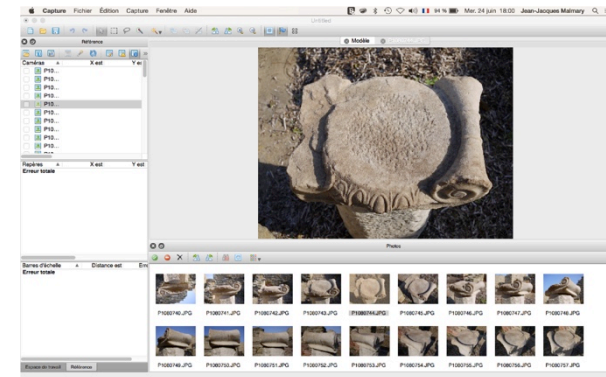 Capture Fichier Édition Capture Fenêtre Aide 94 % Mer. 24 juin 18:00 Jean-Jacques Malmary
Untitled
Référence
Modèle
Caméras X est Y es
P10...
P10...
P10...
P10...
P10...
P10...
P10...
P10...
Repères X est Y est
Erreur totale
Photos
Barres d'échelle Distance est Erre
Erreur totale
P1080740.JPG P1080741.JPG P1080742.JPG P1080743.JPG P1080744.JPG P1080745.JPG P1080746.JPG P1080747.JPG P1080748.JPG
P1080749.JPG P1080750.JPG P1080751.JPG P1080752.JPG P1080753.JPG P1080754.JPG P1080755.JPG P1080756.JPG P1080757.JPG
Espace de travail Référence